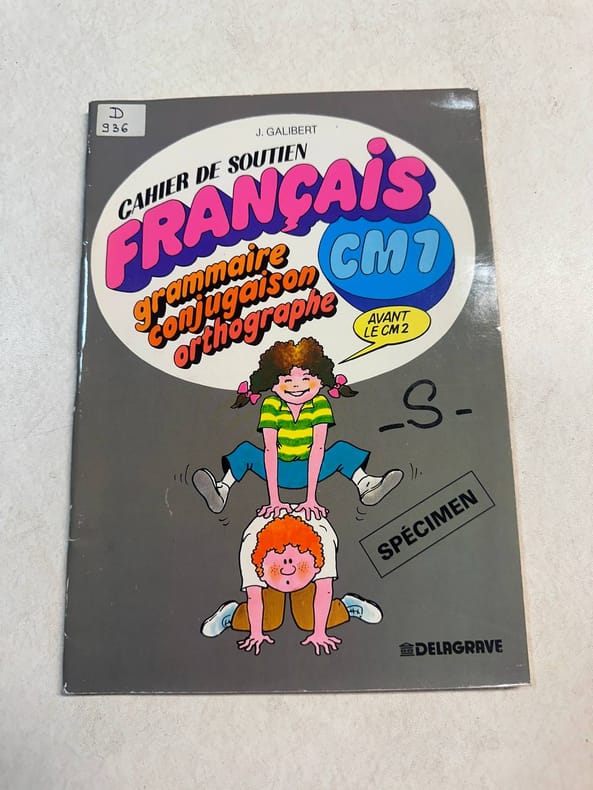 D
936
J. GALIBERT
CAHIER DE SOUTIEN
FRANÇAIS
CM1
grammaire
conjugaison
orthographe
AVANT
LE CM2
-S-
SPÉCIMEN
DELAGRAVE